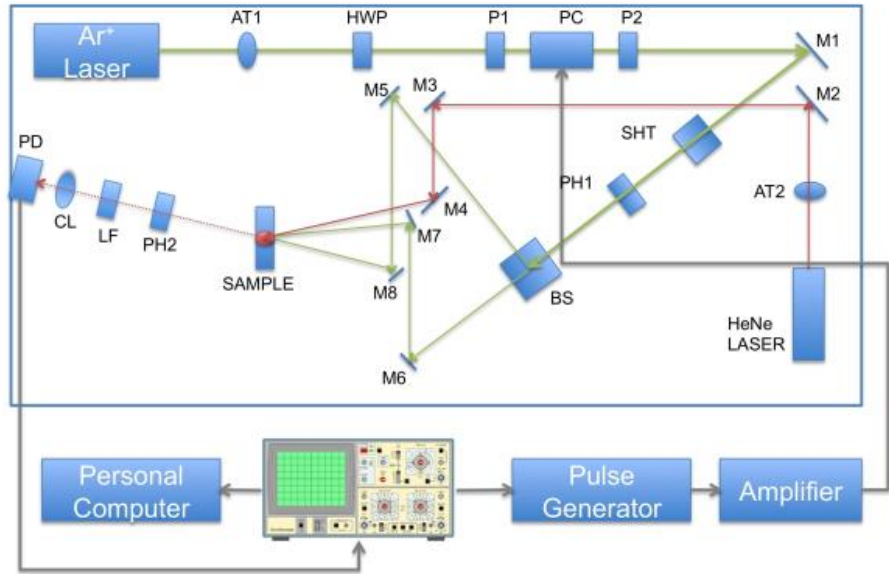 Ar⁺
Laser
AT1
HWP
P1
PC
P2
M1
M5
M3
M2
PD
SHT
PH1
AT2
CL
LF
PH2
M4
M7
SAMPLE
M8
BS
HeNe
LASER
M6
Personal
Computer
Pulse
Generator
Amplifier